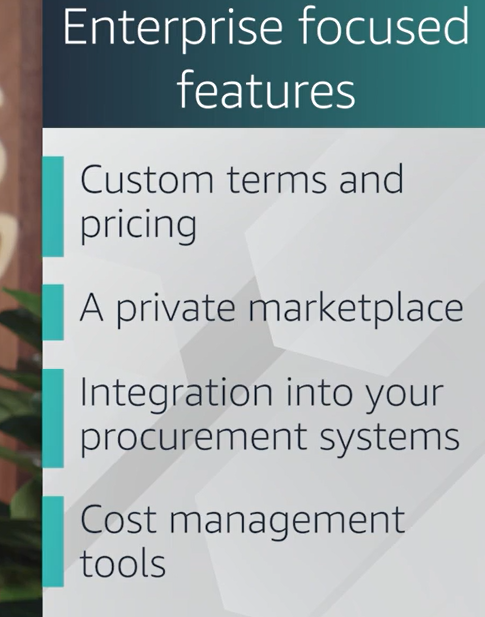 Enterprise focused
features
Custom terms and
pricing
A private marketplace
Integration into your
procurement systems
Cost management
tools